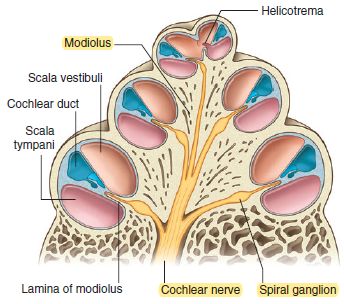 Helicotrema
Modiolus
Scala vestibuli
Cochlear duct
Scala
tympani
Lamina of modiolus
Cochlear nerve
Spiral ganglion